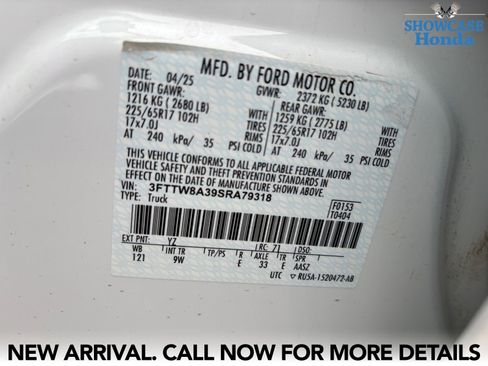 SHOWCASE
Honda
MFD. BY FORD MOTOR CO.
DATE: 04/25 GVWR: 2372 KG ( 5230 LB)
FRONT GAWR: REAR GAWR:
1216 KG ( 2680 LB) 1259 KG ( 2775 LB)
225/65R17 102H TIRES 225/65R17 102H TIRES
17x7.0J RIMS 17x7.0J RIMS
AT 240 kPa/ 35 PSI COLD AT 240 kPa/ 35 PSI COLD
THIS VEHICLE CONFORMS TO ALL APPLICABLE FEDERAL MOTOR
VEHICLE SAFETY AND THEFT PREVENTION STANDARDS IN EFFECT ON THE
DATE OF MANUFACTURE SHOWN ABOVE.
VIN: 3FTTW8A39SRA79318
TYPE: Truck
F0153
T0404
EXT PNT: YZ RC: 71 DSO:
WB INT TR TP/PS R AXLE R SPR
121 9W E 33 E AASZ
UTC RU5A-1520472-AB
NEW ARRIVAL. CALL NOW FOR MORE DETAILS